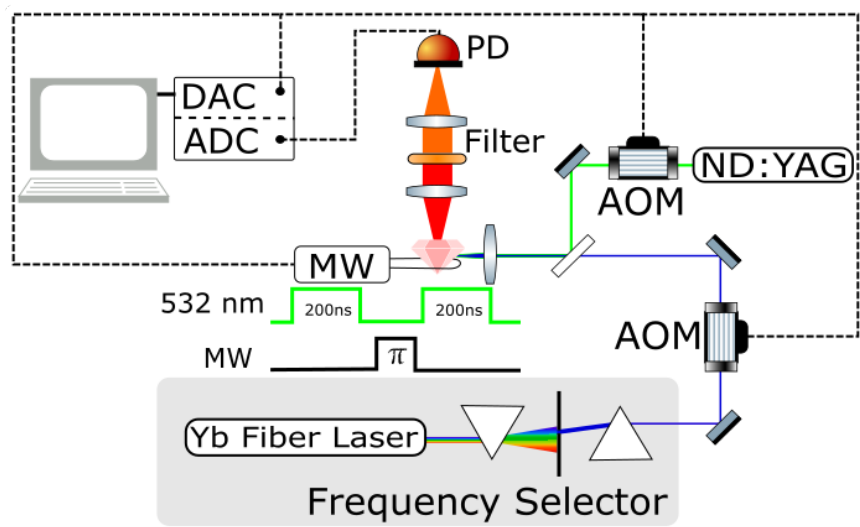 PD
DAC
ADC
Filter
ND:YAG
AOM
MW
532 nm
200ns
200ns
AOM
MW
π
Yb Fiber Laser
Frequency Selector